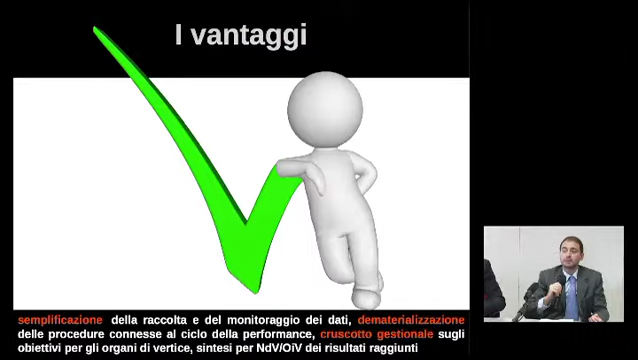 I vantaggi
semplificazione della raccolta e del monitoraggio dei dati, dematerializzazione
delle procedure connesse al ciclo della performance, cruscotto gestionale sugli
obiettivi per gli organi di vertice, sintesi per NdV/OiV dei risultati raggiunti